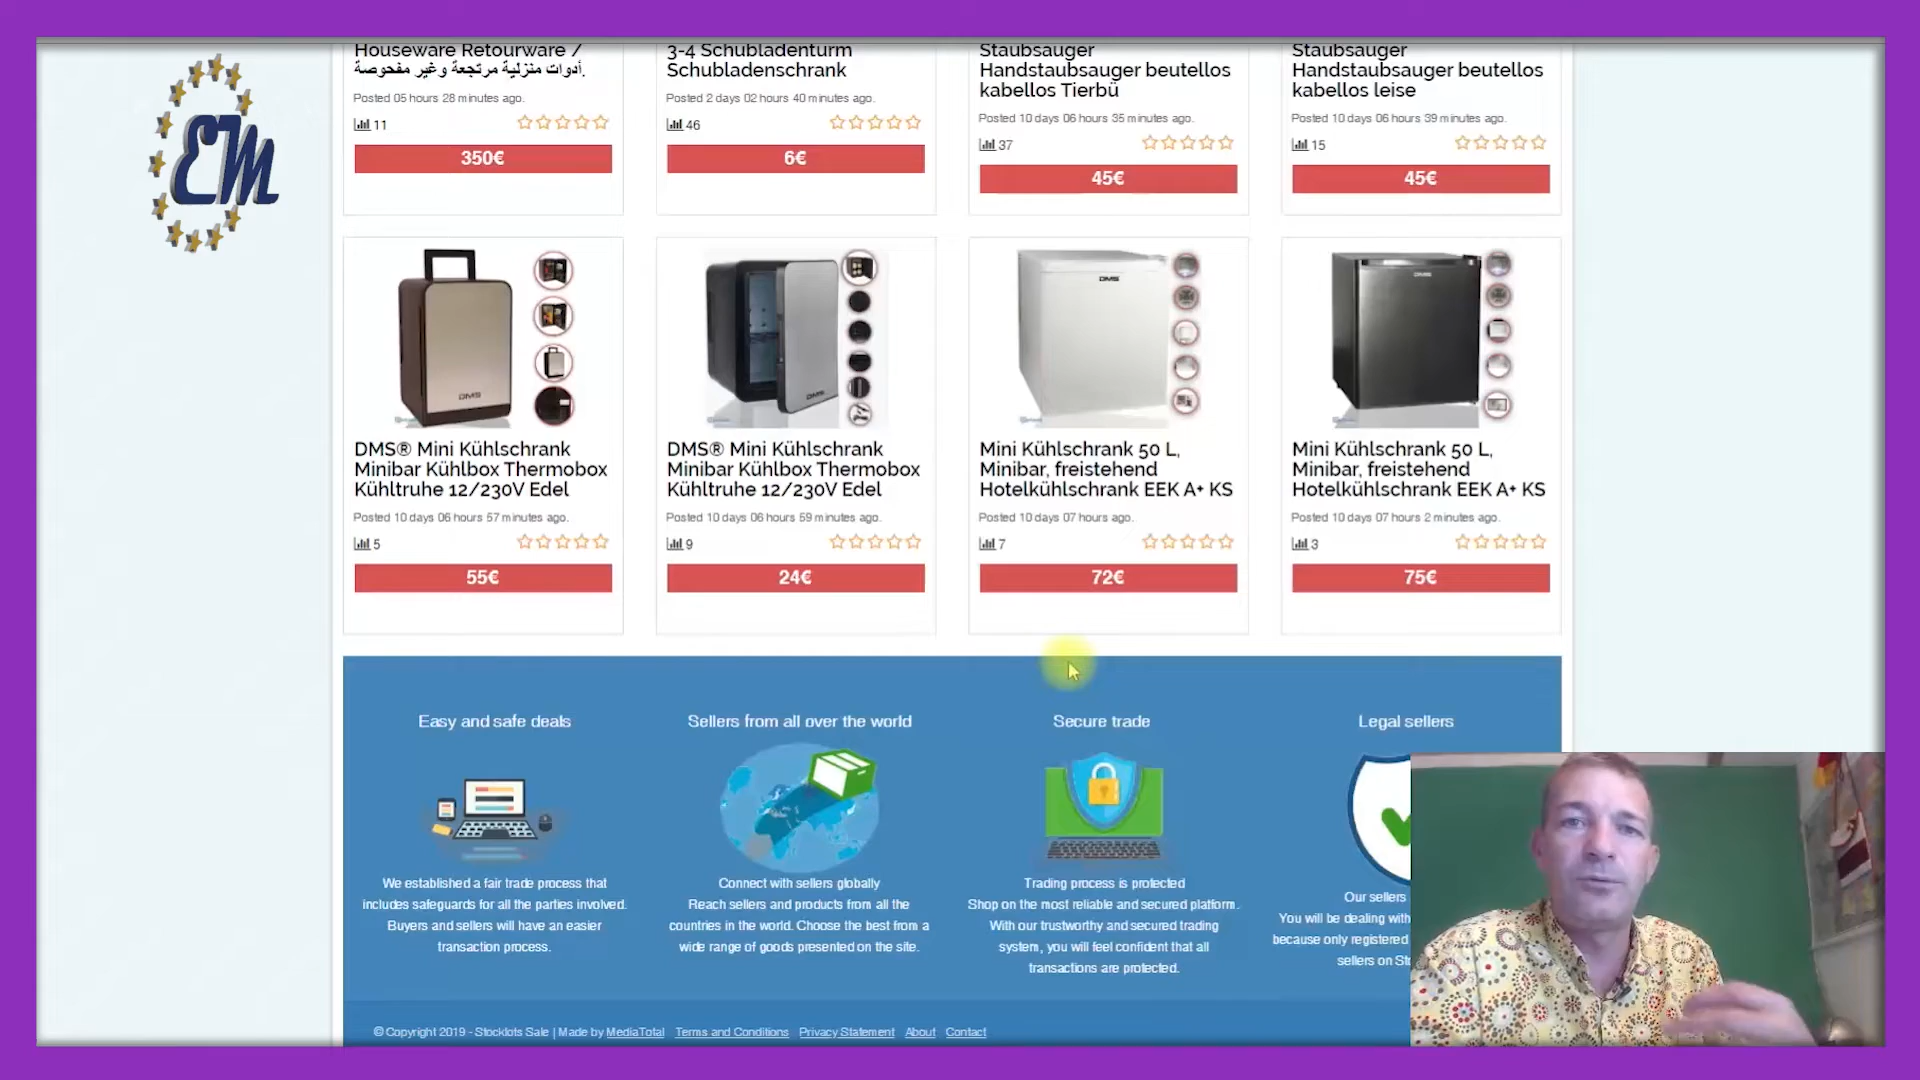 EM
Houseware Retourware /
أدوات منزلية مرتجعة وغير مفحوصة.
Posted 05 hours 28 minutes ago.
11
350€
3-4 Schubladenturm
Schubladenschrank
Posted 2 days 02 hours 40 minutes ago.
46
6€
Staubsauger
Handstaubsauger beutellos
kabellos Tierbü
Posted 10 days 06 hours 35 minutes ago.
37
45€
Staubsauger
Handstaubsauger beutellos
kabellos leise
Posted 10 days 06 hours 39 minutes ago.
15
45€
DMS
DMS® Mini Kühlschrank
Minibar Kühlbox Thermobox
Kühltruhe 12/230V Edel
Posted 10 days 06 hours 57 minutes ago.
5
55€
DMS
DMS® Mini Kühlschrank
Minibar Kühlbox Thermobox
Kühltruhe 12/230V Edel
Posted 10 days 06 hours 59 minutes ago.
9
24€
DMS
Mini Kühlschrank 50 L,
Minibar, freistehend
Hotelkühlschrank EEK A+ KS
Posted 10 days 07 hours ago.
7
72€
DMS
Mini Kühlschrank 50 L,
Minibar, freistehend
Hotelkühlschrank EEK A+ KS
Posted 10 days 07 hours 2 minutes ago.
3
75€
Easy and safe deals
We established a fair trade process that
includes safeguards for all the parties involved.
Buyers and sellers will have an easier
transaction process.
Sellers from all over the world
Connect with sellers globally
Reach sellers and products from all the
countries in the world. Choose the best from a
wide range of goods presented on the site.
Secure trade
Trading process is protected
Shop on the most reliable and secured platform.
With our trustworthy and secured trading
system, you will feel confident that all
transactions are protected.
Legal sellers
Our sellers
You will be dealing with
because only registered
sellers on
© Copyright 2019 - Stocklots Sale | Made by MediaTotal Terms and Conditions Privacy Statement About Contact